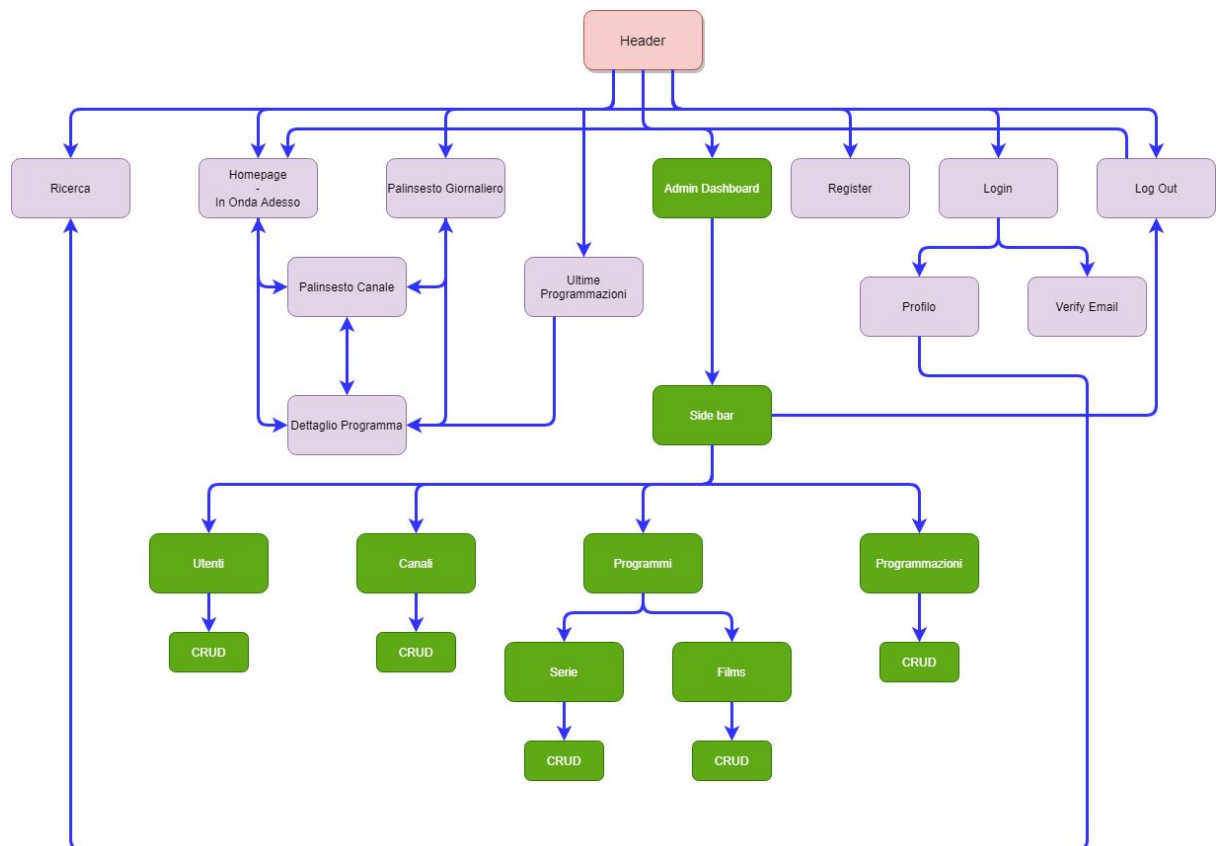 Header
Ricerca
Homepage
-
In Onda Adesso
Palinsesto Giornaliero
Admin Dashboard
Register
Login
Log Out
Palinsesto Canale
Ultime
Programmazioni
Profilo
Verify Email
Dettaglio Programma
Side bar
Utenti
Canali
Programmi
Programmazioni
CRUD
CRUD
Serie
Films
CRUD
CRUD
CRUD